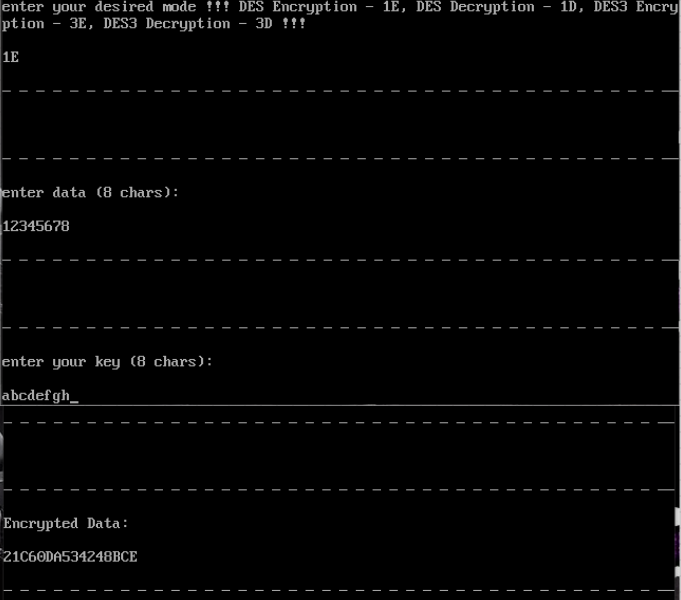 enter your desired mode !!! DES Encryption - 1E, DES Decryption - 1D, DES3 Encry
ption - 3E, DES3 Decryption - 3D !!!
1E
- - - - - - - - - - - - - - - - - - - - - - - - - - - - - - - - - - - - - - - -
- - - - - - - - - - - - - - - - - - - - - - - - - - - - - - - - - - - - - - - -
enter data (8 chars):
12345678
- - - - - - - - - - - - - - - - - - - - - - - - - - - - - - - - - - - - - - - -
- - - - - - - - - - - - - - - - - - - - - - - - - - - - - - - - - - - - - - - -
enter your key (8 chars):
abcdefgh_
- - - - - - - - - - - - - - - - - - - - - - - - - - - - - - - - - - - - - - - -
- - - - - - - - - - - - - - - - - - - - - - - - - - - - - - - - - - - - - - - -
Encrypted Data:
21C60DA534248BCE
- - - - - - - - - - - - - - - - - - - - - - - - - - - - - - - - - - - - - - - -